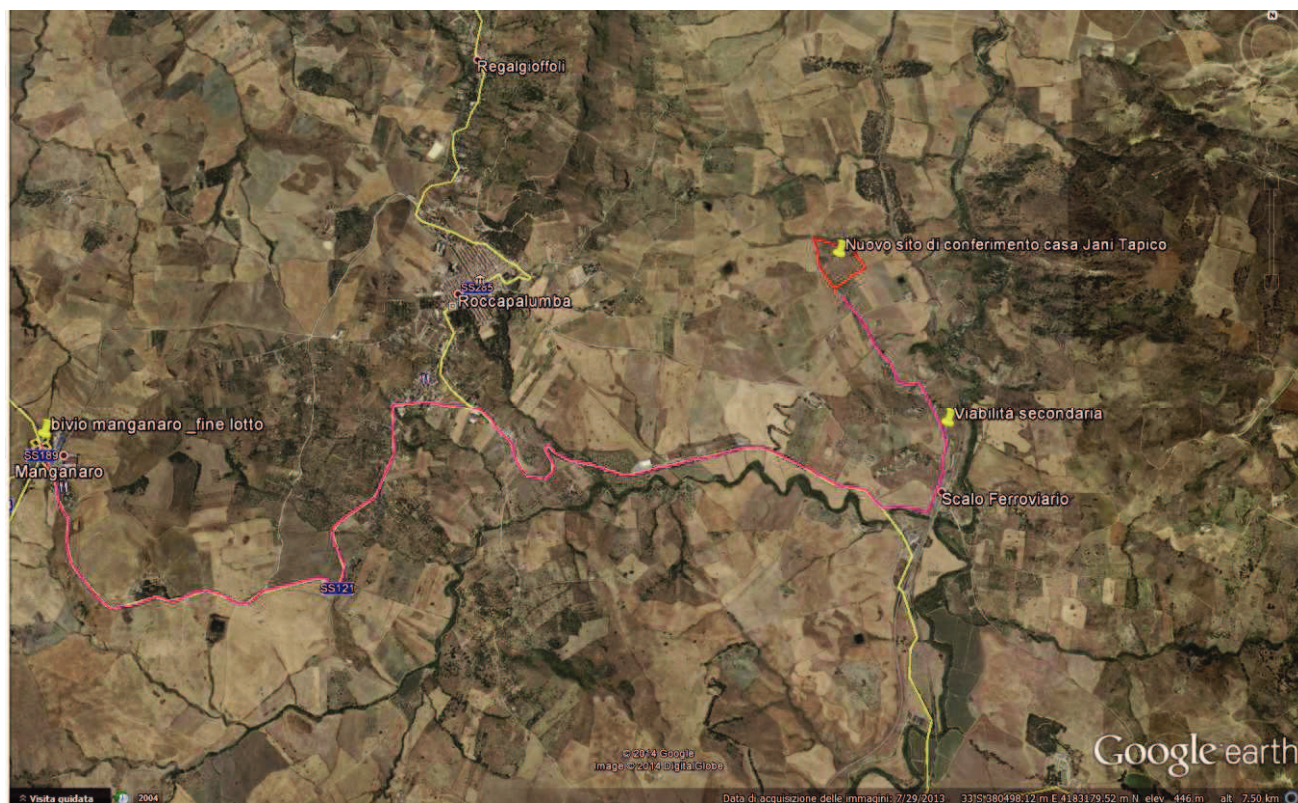 Regalgioffoli
Nuovo sito di conferimento casa Jani Tapico
SS285
Roccapalumba
Viabilità secondaria
bivio manganaro _fine lotto
SS189
Manganaro
Scalo Ferroviario
SS121
© 2014 Google
Image © 2014 DigitalGlobe
Google earth
Visita guidata
2004
Data di acquisizione delle immagini: 7/29/2013 33 S 380498.12 m E 4183179.52 m N elev 446 m alt 7.50 km